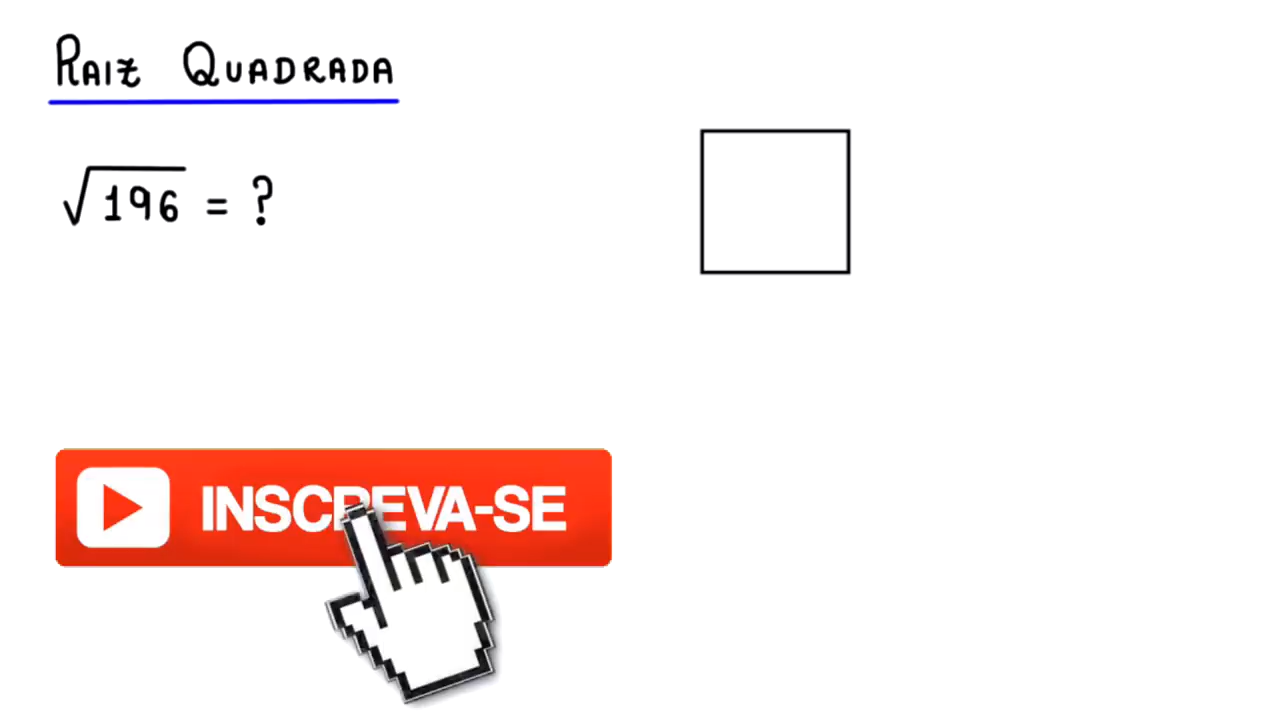 RAIZ QUADRADA
√196 = ?
INSCREVA-SE